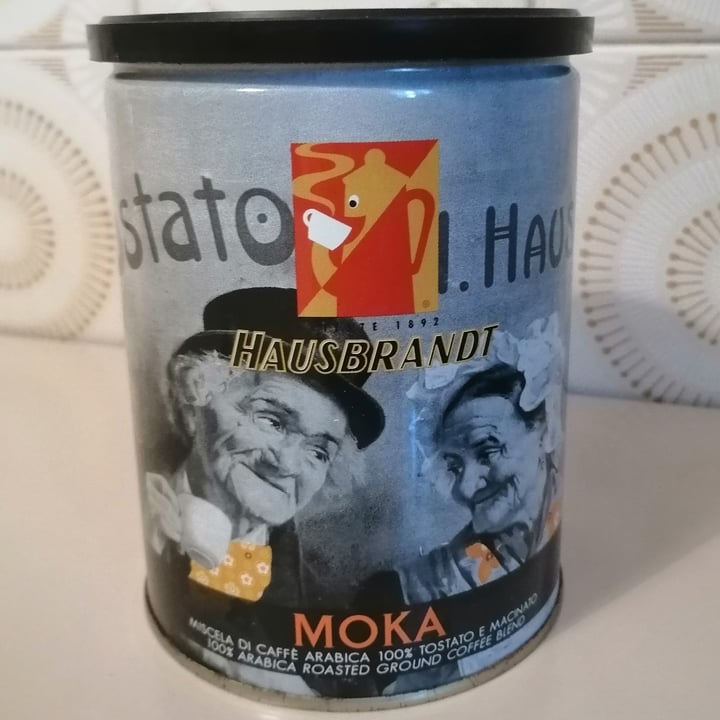 stato
I. HAUS
TE 1892
HAUSBRANDT
MOKA
MISCELA DI CAFFÈ ARABICA 100% TOSTATO E MACINATO
100% ARABICA ROASTED GROUND COFFEE BLEND